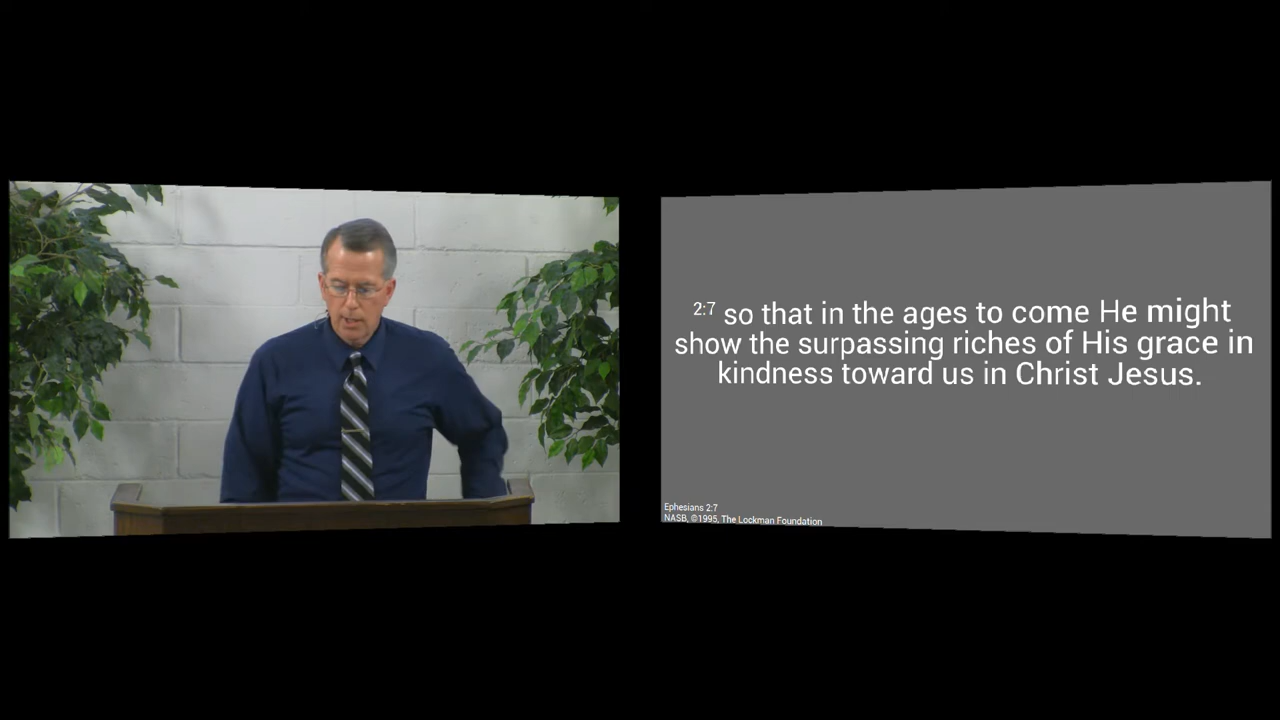 2:7 so that in the ages to come He might
show the surpassing riches of His grace in
kindness toward us in Christ Jesus.
Ephesians 2:7
NASB, ©1995, The Lockman Foundation